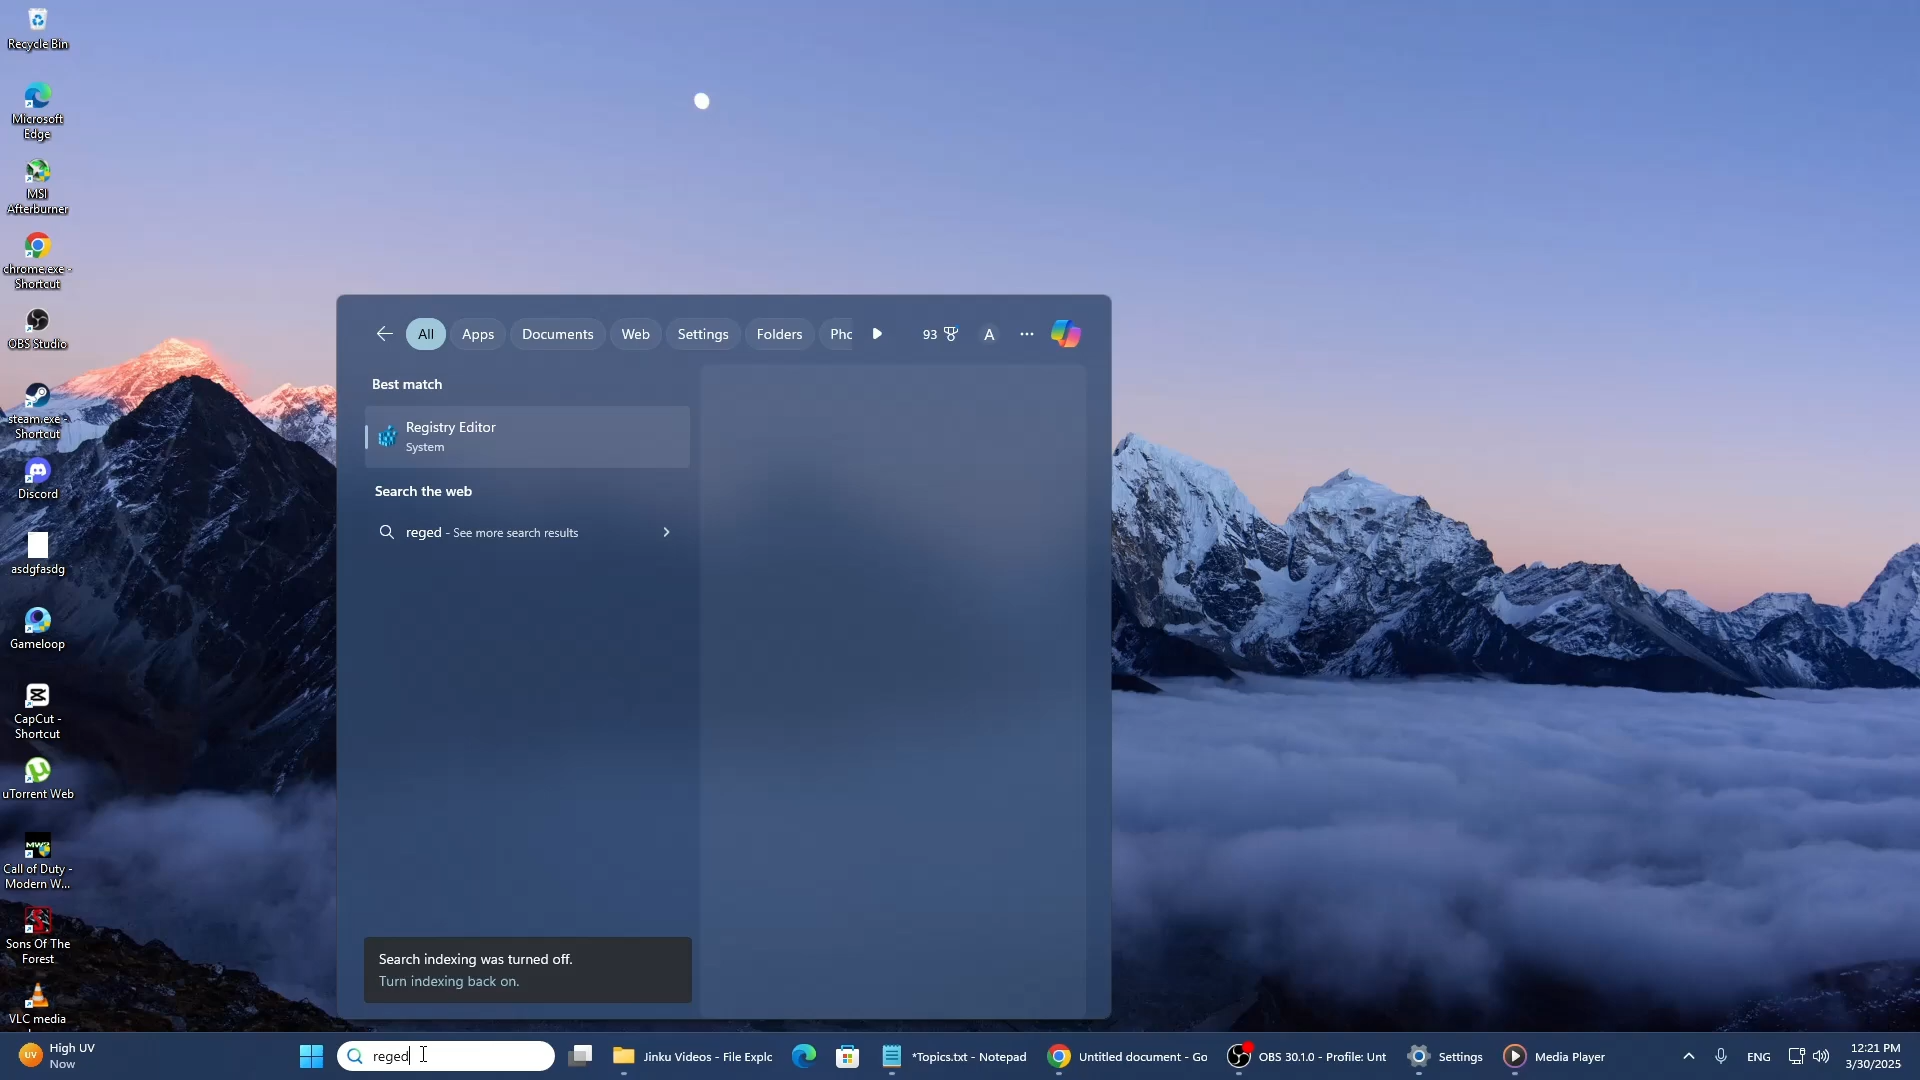 Recycle Bin
Microsoft
Edge
MSI
Afterburner
chrome.exe -
Shortcut
OBS Studio
steam.exe -
Shortcut
Discord
asdgfasdg
Gameloop
CapCut -
Shortcut
uTorrent Web
Call of Duty -
Modern W...
Sons Of The
Forest
VLC media
All
Apps
Documents
Web
Settings
Folders
Pho
93
A
Best match
Registry Editor
System
Search the web
reged - See more search results
Search indexing was turned off.
Turn indexing back on.
UV
High UV
Now
reged
Jinku Videos - File Explc
*Topics.txt - Notepad
Untitled document - Go
OBS 30.1.0 - Profile: Unt
Settings
Media Player
ENG
12:21 PM
3/30/2025